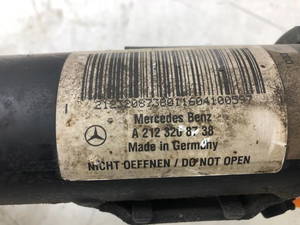 2123208738011604100597
Mercedes Benz
A 212 320 87 38
Made in Germany
NICHT OEFFNEN / DO NOT OPEN